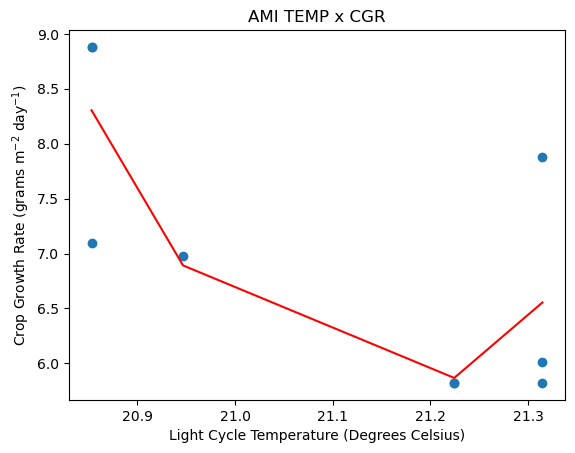 AMI TEMP x CGR
9.0
8.5
8.0
7.5
7.0
6.5
6.0
Crop Growth Rate (grams m⁻² day⁻¹)
20.9 21.0 21.1 21.2 21.3
Light Cycle Temperature (Degrees Celsius)